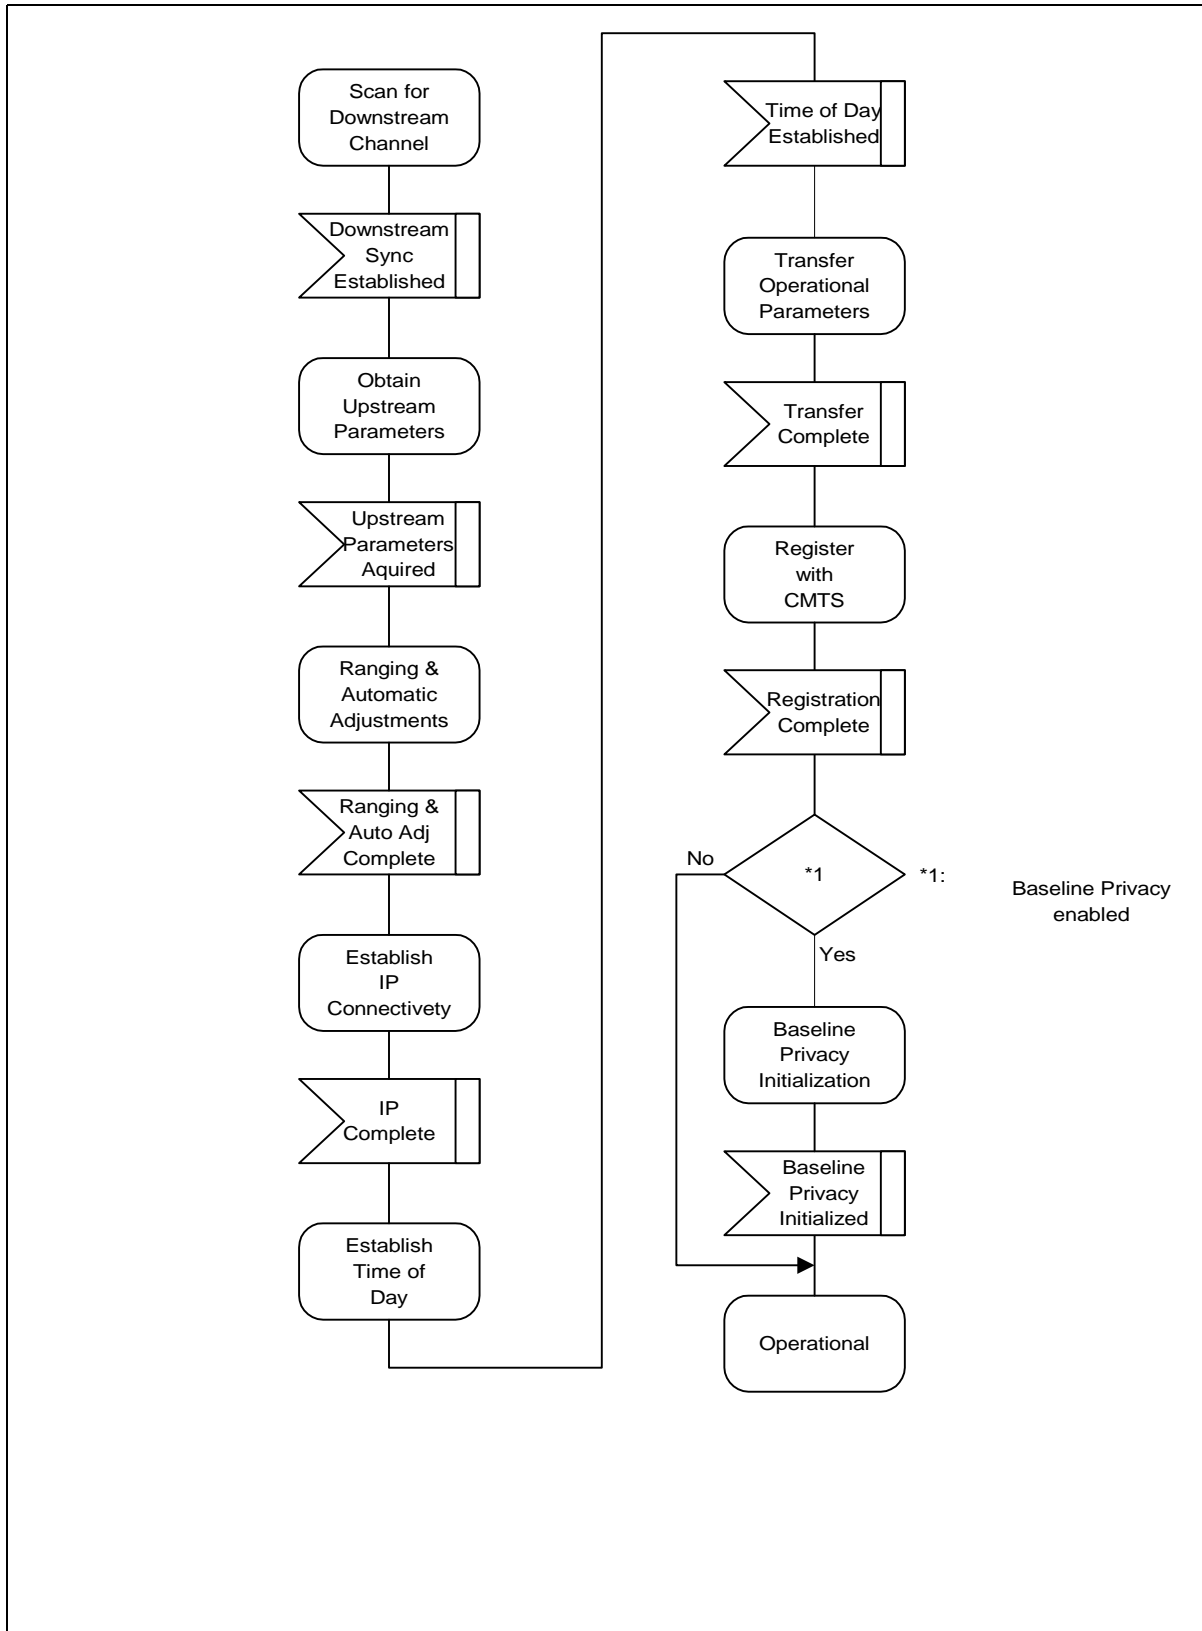 Scan for
Downstream
Channel
Downstream
Sync
Established
Obtain
Upstream
Parameters
Upstream
Parameters
Aquired
Ranging &
Automatic
Adjustments
Ranging &
Auto Adj
Complete
Establish
IP
Connectivety
IP
Complete
Establish
Time of
Day
Time of Day
Established
Transfer
Operational
Parameters
Transfer
Complete
Register
with
CMTS
Registration
Complete
No
*1
*1:
Baseline Privacy
enabled
Yes
Baseline
Privacy
Initialization
Baseline
Privacy
Initialized
Operational